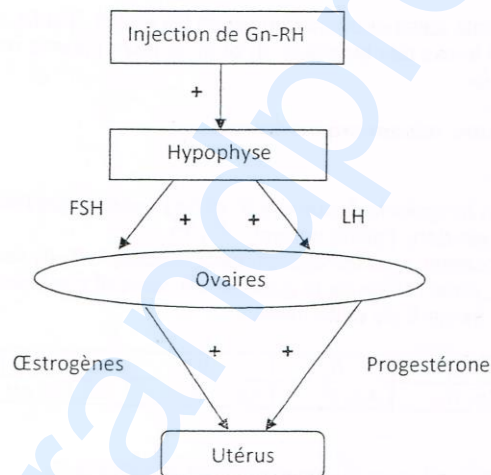 Injection de Gn-RH
+
Hypophyse
FSH + + LH
Ovaires
Œstrogènes + + Progestérone
Utérus